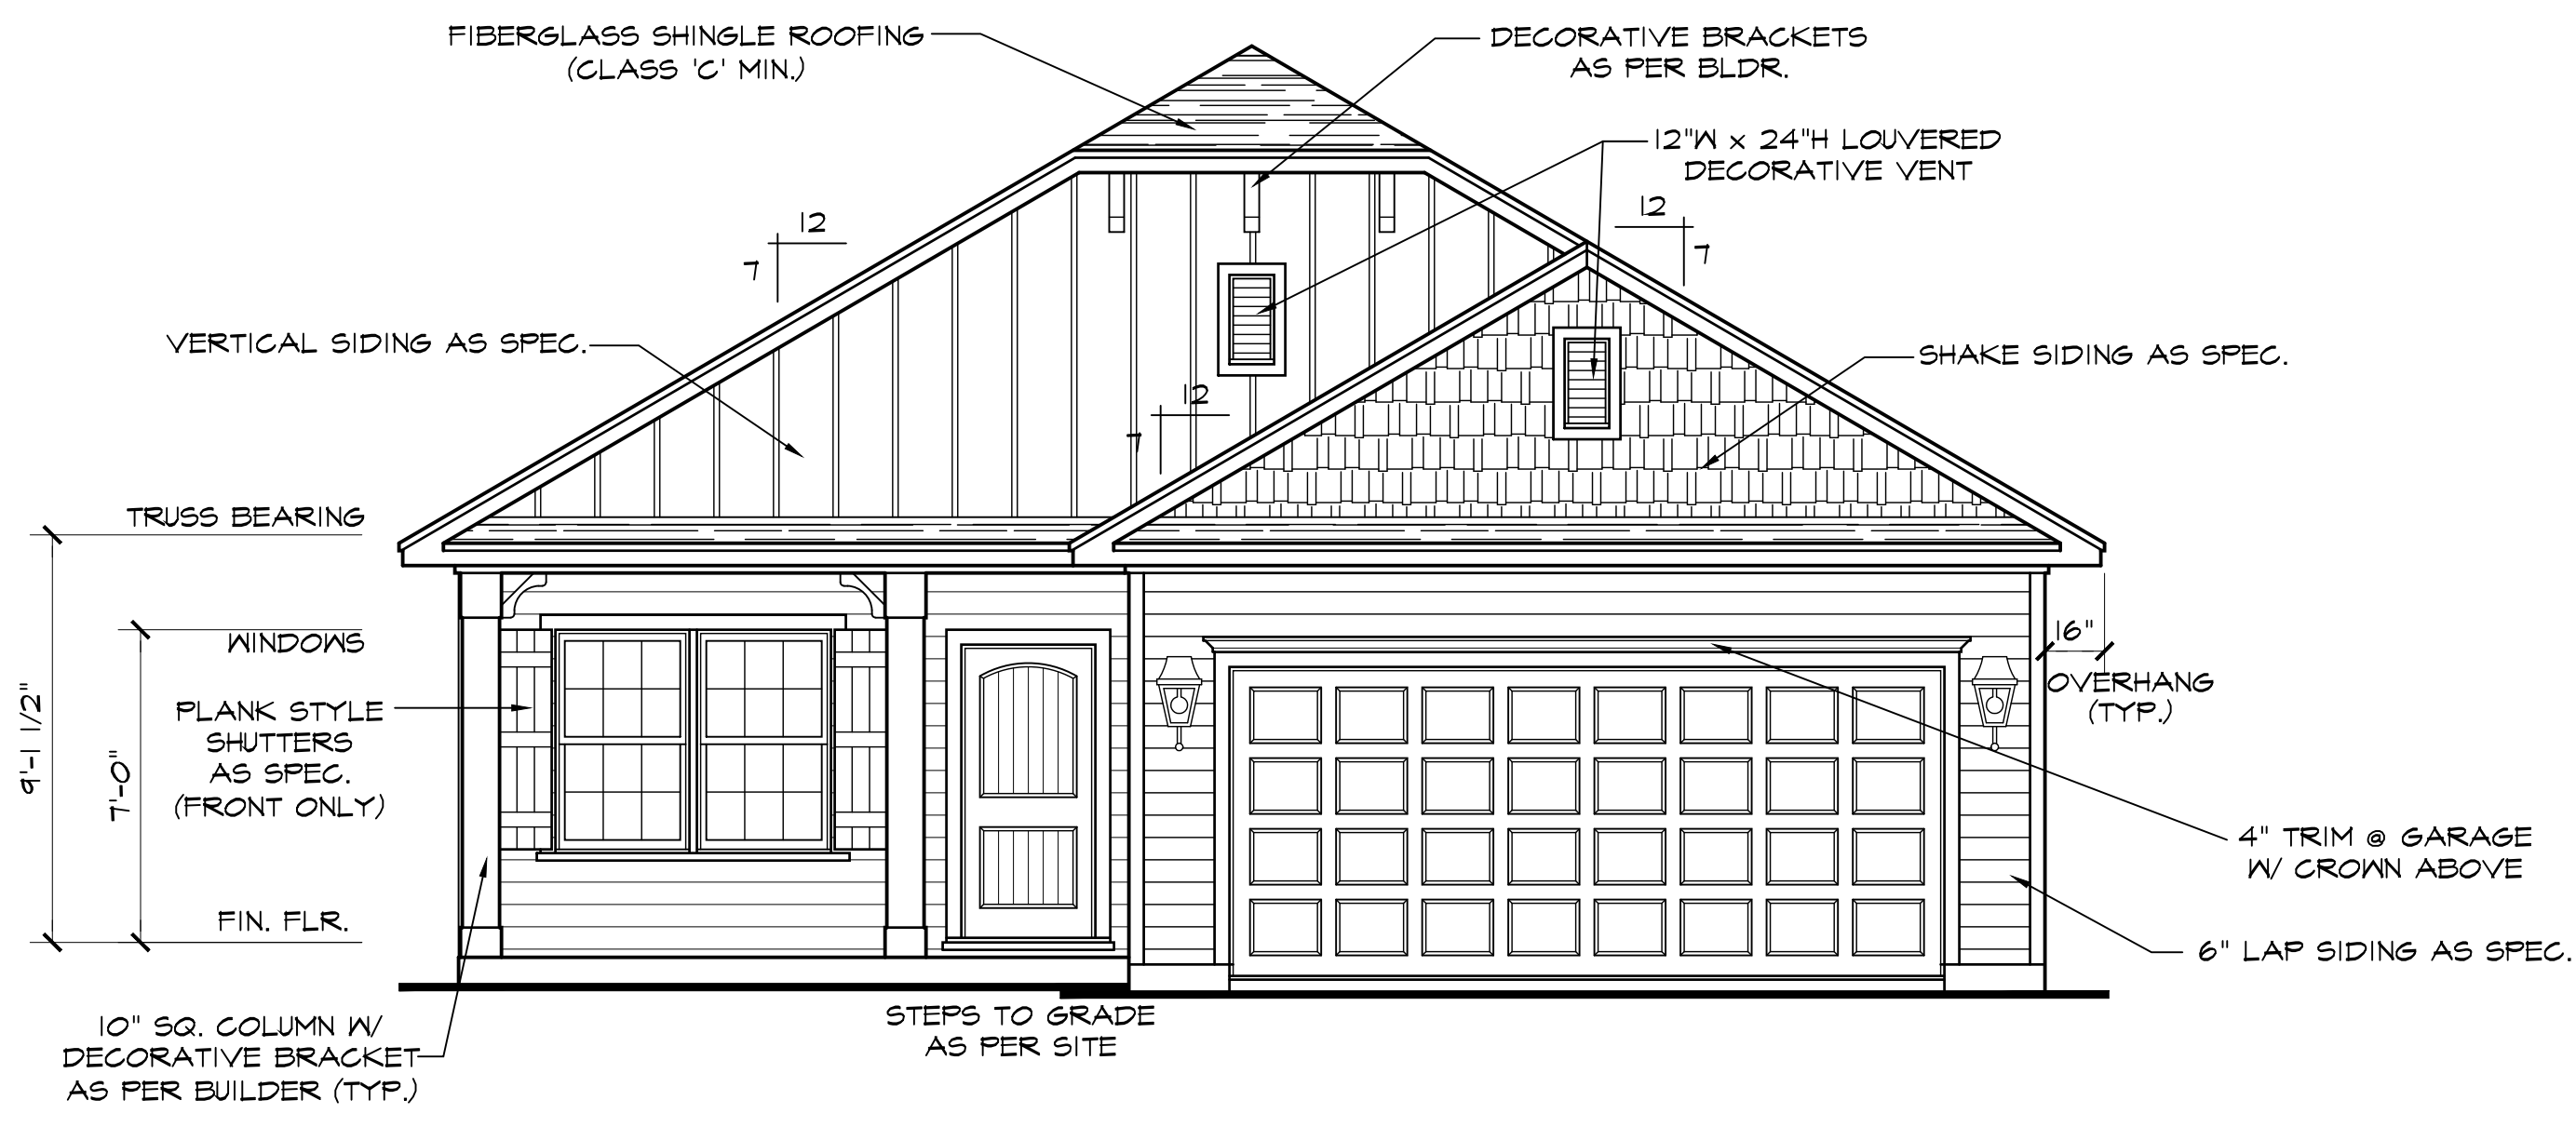 FIBERGLASS SHINGLE ROOFING
(CLASS 'C' MIN.)
DECORATIVE BRACKETS
AS PER BLDR.
12"W x 24"H LOUVERED
DECORATIVE VENT
12
7
12
7
VERTICAL SIDING AS SPEC.
SHAKE SIDING AS SPEC.
12
7
TRUSS BEARING
WINDOWS
16"
OVERHANG
(TYP.)
9'-1 1/2"
7'-0"
PLANK STYLE
SHUTTERS
AS SPEC.
(FRONT ONLY)
4" TRIM @ GARAGE
W/ CROWN ABOVE
FIN. FLR.
6" LAP SIDING AS SPEC.
10" SQ. COLUMN W/
DECORATIVE BRACKET
AS PER BUILDER (TYP.)
STEPS TO GRADE
AS PER SITE